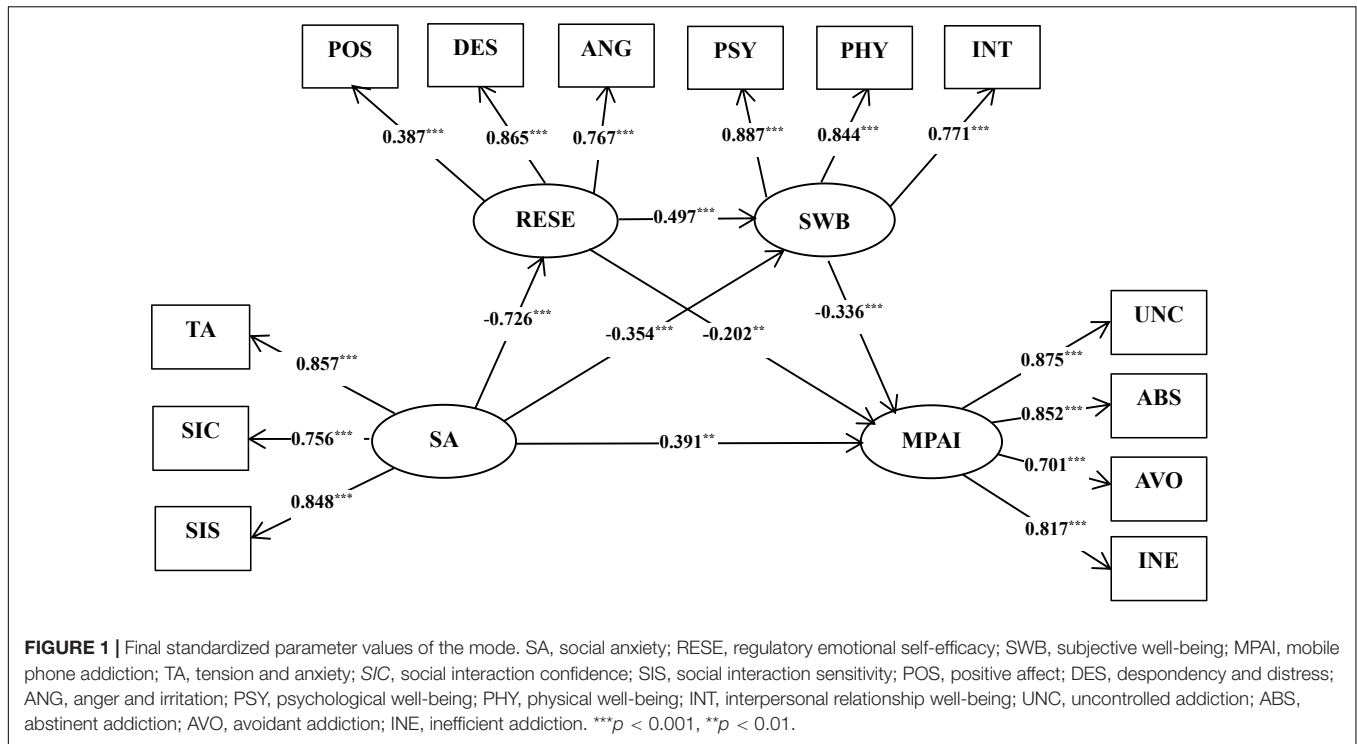 POS DES ANG PSY PHY INT
0.387*** 0.865*** 0.767*** 0.887*** 0.844*** 0.771***
RESE 0.497*** SWB
TA -0.726*** -0.354*** -0.202** -0.336*** UNC
0.857*** 0.875***
SIC 0.756*** SA 0.391** MPAI 0.852*** ABS
0.848*** 0.701*** AVO
SIS 0.817*** INE
FIGURE 1 | Final standardized parameter values of the mode. SA, social anxiety; RESE, regulatory emotional self-efficacy; SWB, subjective well-being; MPAI, mobile
phone addiction; TA, tension and anxiety; SIC, social interaction confidence; SIS, social interaction sensitivity; POS, positive affect; DES, despondency and distress;
ANG, anger and irritation; PSY, psychological well-being; PHY, physical well-being; INT, interpersonal relationship well-being; UNC, uncontrolled addiction; ABS,
abstinent addiction; AVO, avoidant addiction; INE, inefficient addiction. ***p < 0.001, **p < 0.01.